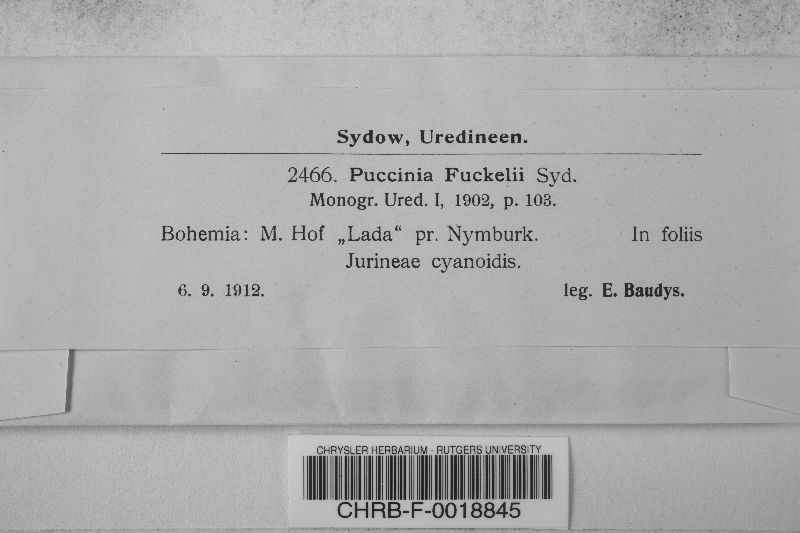 Sydow, Uredineen.
2466. Puccinia Fuckelii Syd.
Monogr. Ured. I, 1902, p. 103.
Bohemia: M. Hof „Lada“ pr. Nymburk. In foliis
Jurineae cyanoidis.
6. 9. 1912. leg. E. Baudys.
CHRYSLER HERBARIUM - RUTGERS UNIVERSITY
CHRB-F-0018845